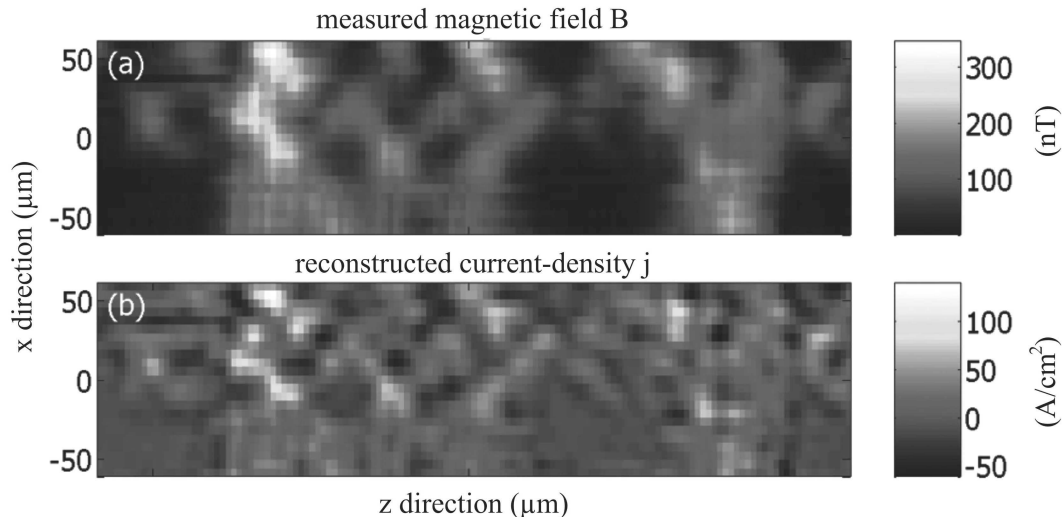 measured magnetic field B
(a)
50
0
-50
300
200
100
(nT)
reconstructed current-density j
(b)
50
0
-50
100
50
0
-50
(A/cm²)
x direction (µm)
z direction (µm)